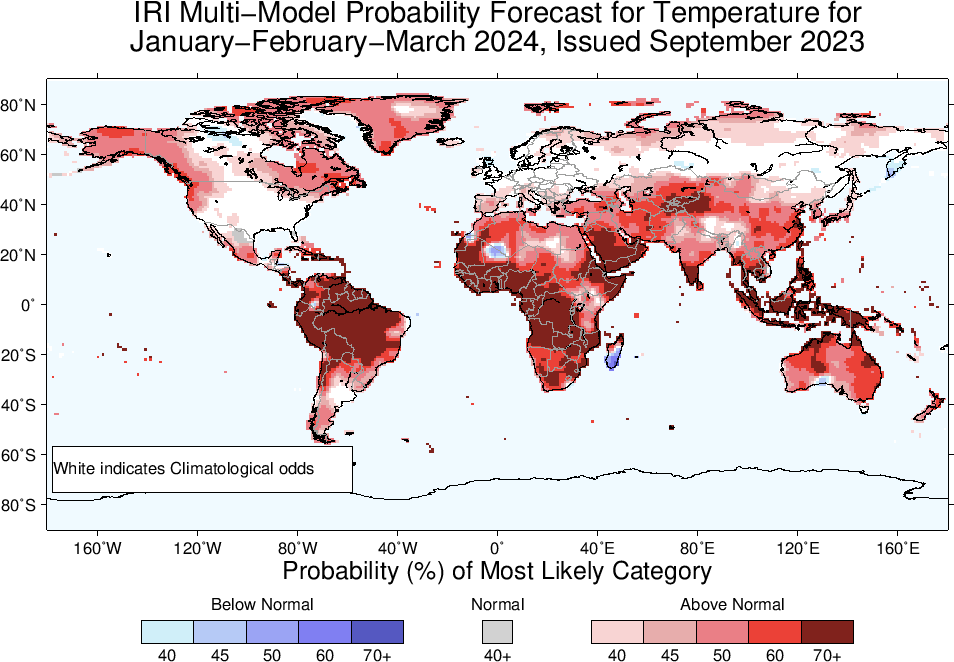 IRI Multi−Model Probability Forecast for Temperature for
January−February−March 2024, Issued September 2023
80˚N
60˚N
40˚N
20˚N
0˚
20˚S
40˚S
60˚S
80˚S
White indicates Climatological odds
160˚W 120˚W 80˚W 40˚W 0˚ 40˚E 80˚E 120˚E 160˚E
Probability (%) of Most Likely Category
Below Normal Normal Above Normal
40 45 50 60 70+ 40+ 40 45 50 60 70+